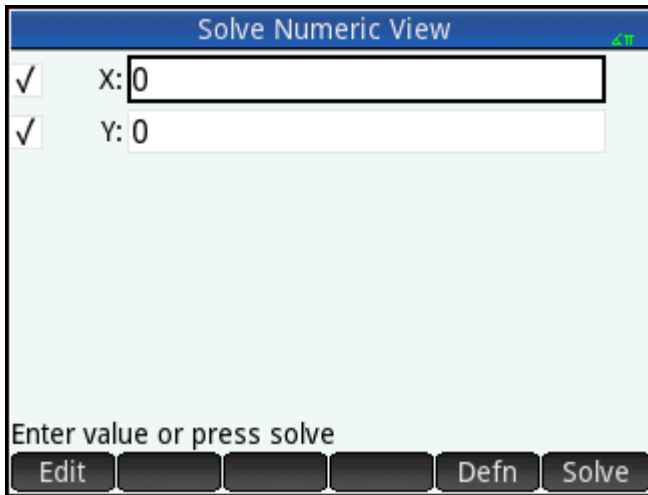 Solve Numeric View
∡π
√ X: 0
√ Y: 0
Enter value or press solve
Edit Defn Solve